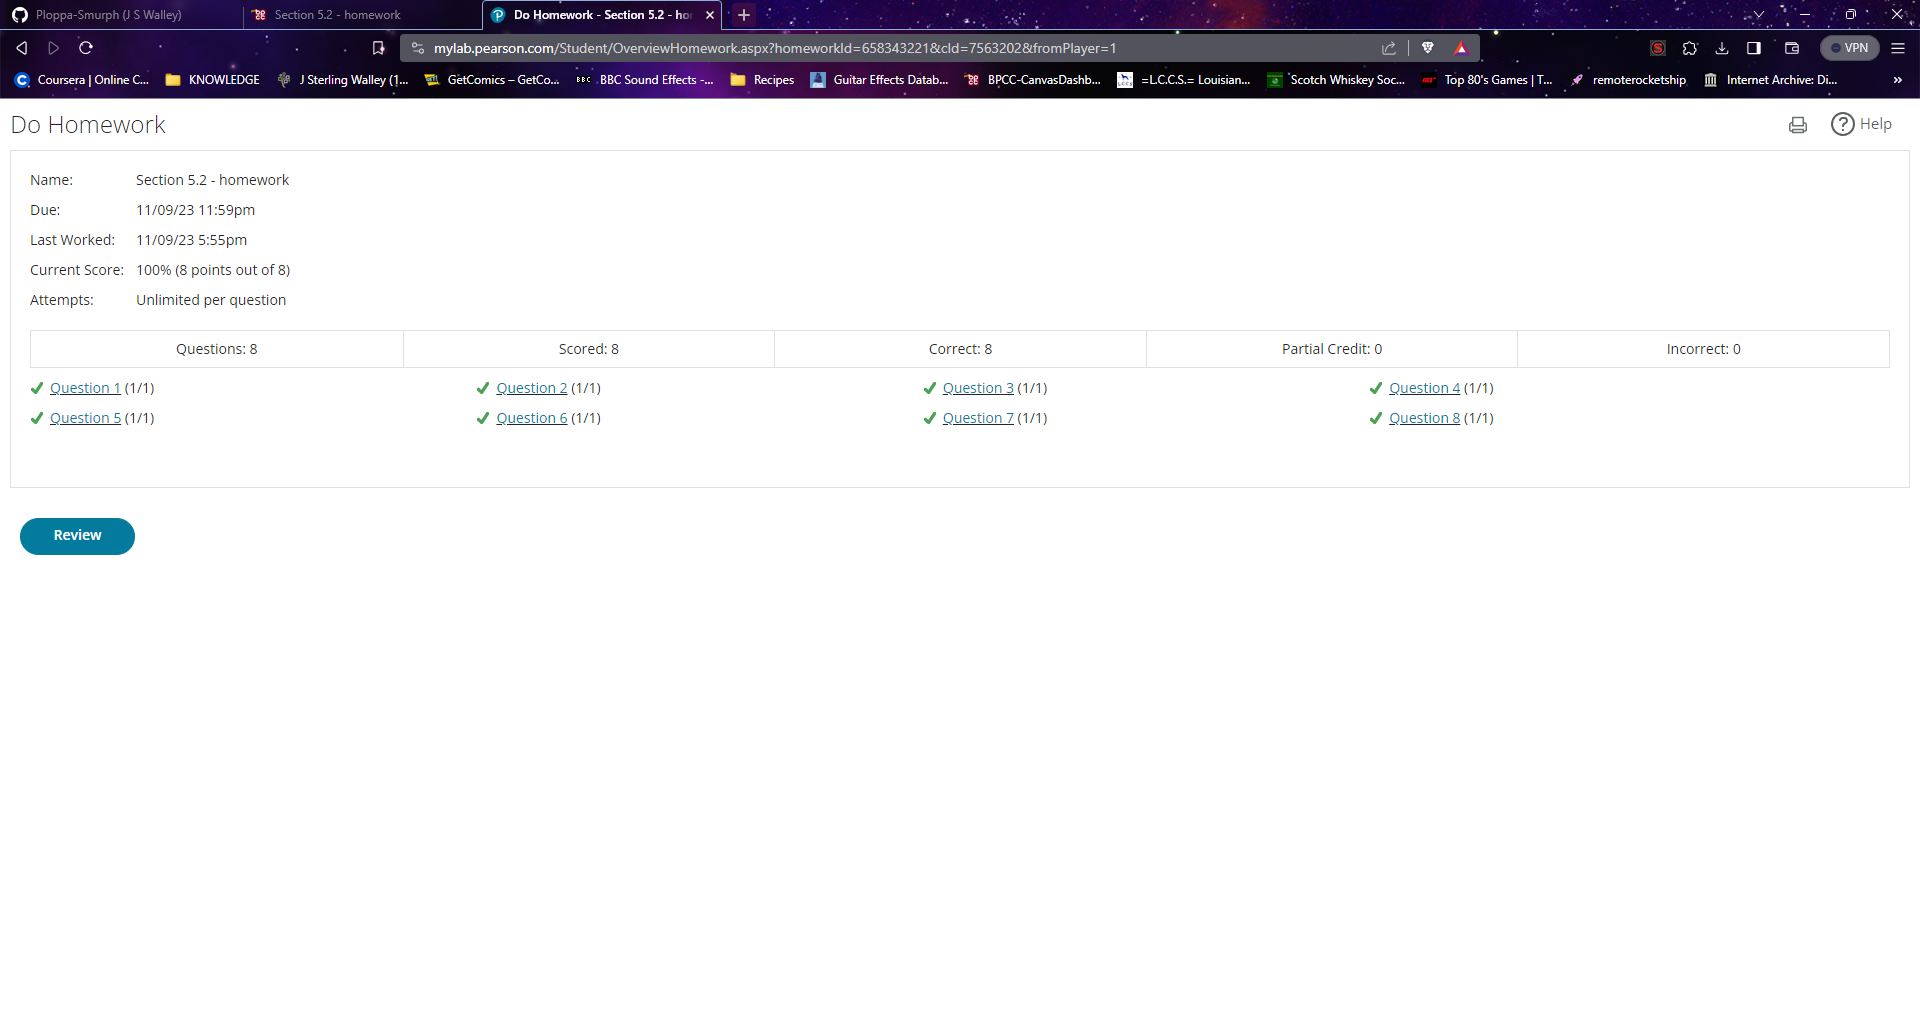 Ploppa-Smurph (J S Walley)
Section 5.2 - homework
Do Homework - Section 5.2 - ho
mylab.pearson.com/Student/OverviewHomework.aspx?homeworkId=658343221&cId=7563202&fromPlayer=1
VPN
Coursera | Online C...
KNOWLEDGE
J Sterling Walley (1...
GetComics – GetCo...
BBC
BBC Sound Effects -...
Recipes
Guitar Effects Datab...
BPCC-CanvasDashb...
=L.C.C.S.= Louisian...
Scotch Whiskey Soc...
Top 80's Games | T...
remoterocketship
Internet Archive: Di...
»
Do Homework
? Help
Name: Section 5.2 - homework
Due: 11/09/23 11:59pm
Last Worked: 11/09/23 5:55pm
Current Score: 100% (8 points out of 8)
Attempts: Unlimited per question
Questions: 8 Scored: 8 Correct: 8 Partial Credit: 0 Incorrect: 0
Question 1 (1/1) Question 2 (1/1) Question 3 (1/1) Question 4 (1/1)
Question 5 (1/1) Question 6 (1/1) Question 7 (1/1) Question 8 (1/1)
Review